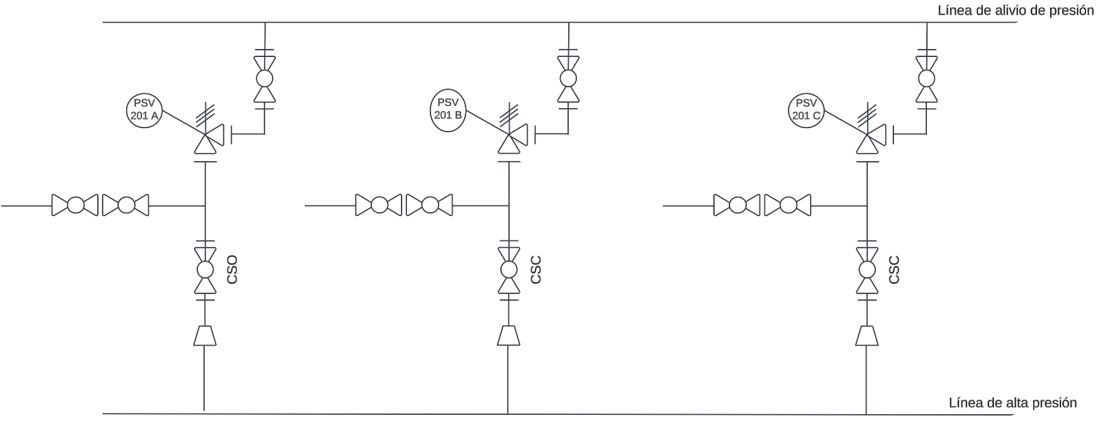 Línea de alivio de presión
PSV
201 A
PSV
201 B
PSV
201 C
CSO
CSC
CSC
Línea de alta presión